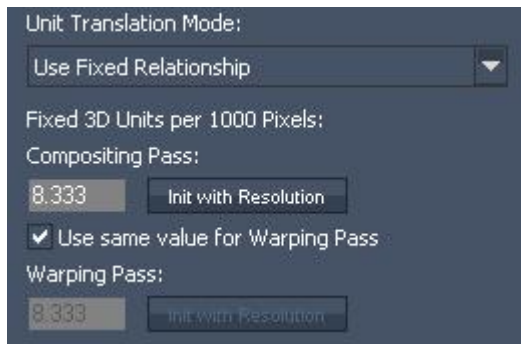 Unit Translation Mode:
Use Fixed Relationship
Fixed 3D Units per 1000 Pixels:
Compositing Pass:
8.333 Init with Resolution
Use same value for Warping Pass
Warping Pass:
8.333 Init with Resolution